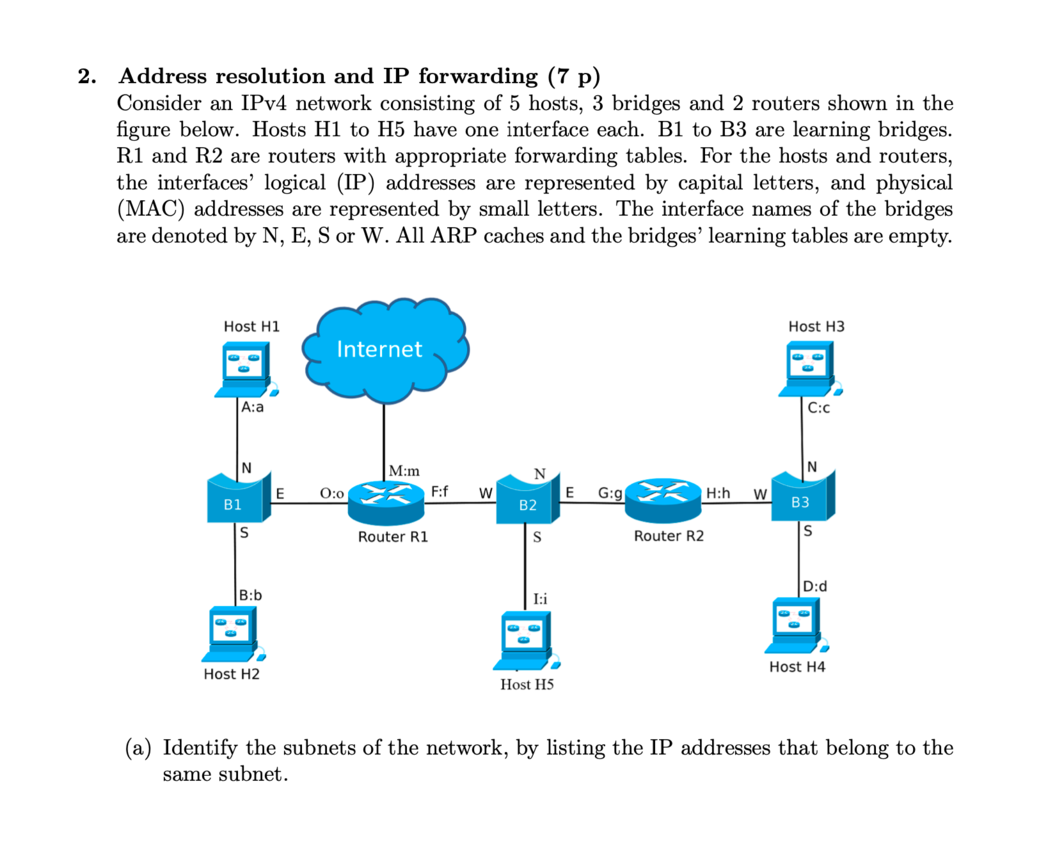 2. Address resolution and IP forwarding (7 p)
Consider an IPv4 network consisting of 5 hosts, 3 bridges and 2 routers shown in the
figure below. Hosts H1 to H5 have one interface each. B1 to B3 are learning bridges.
R1 and R2 are routers with appropriate forwarding tables. For the hosts and routers,
the interfaces' logical (IP) addresses are represented by capital letters, and physical
(MAC) addresses are represented by small letters. The interface names of the bridges
are denoted by N, E, S or W. All ARP caches and the bridges' learning tables are empty.
Host H1
Internet
Host H3
A:a
C:c
N
M:m
N
N
E
O:o
F:f
W
E
G:g
H:h
W
B1
B2
B3
S
Router R1
S
Router R2
S
B:b
I:i
D:d
Host H2
Host H5
Host H4
(a) Identify the subnets of the network, by listing the IP addresses that belong to the
same subnet.